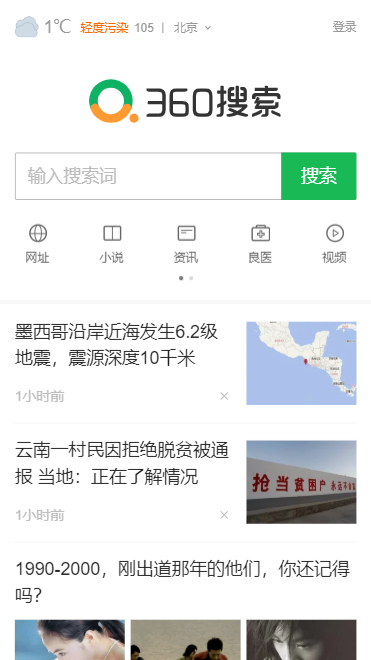 1℃ 轻度污染 105 | 北京
登录
360搜索
输入搜索词
搜索
网址 小说 资讯 良医 视频
墨西哥沿岸近海发生6.2级
地震，震源深度10千米
1小时前
云南一村民因拒绝脱贫被通
报 当地：正在了解情况
1小时前
抢当贫困户
1990-2000，刚出道那年的他们，你还记得
吗？